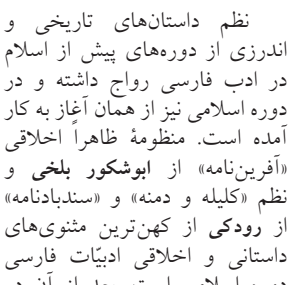 نظم داستان‌های تاریخی و
اندرزی از دوره‌های پیش از اسلام
در ادب فارسی رواج داشته و در
دوره اسلامی نیز از همان آغاز به کار
آمده است. منظومهٔ ظاهراً اخلاقی
«آفرین‌نامه» از ابوشکور بلخی و
نظم «کلیله و دمنه» و «سندبادنامه»
از رودکی از کهن‌ترین مثنوی‌های
داستانی و اخلاقی ادبیّات فارسی